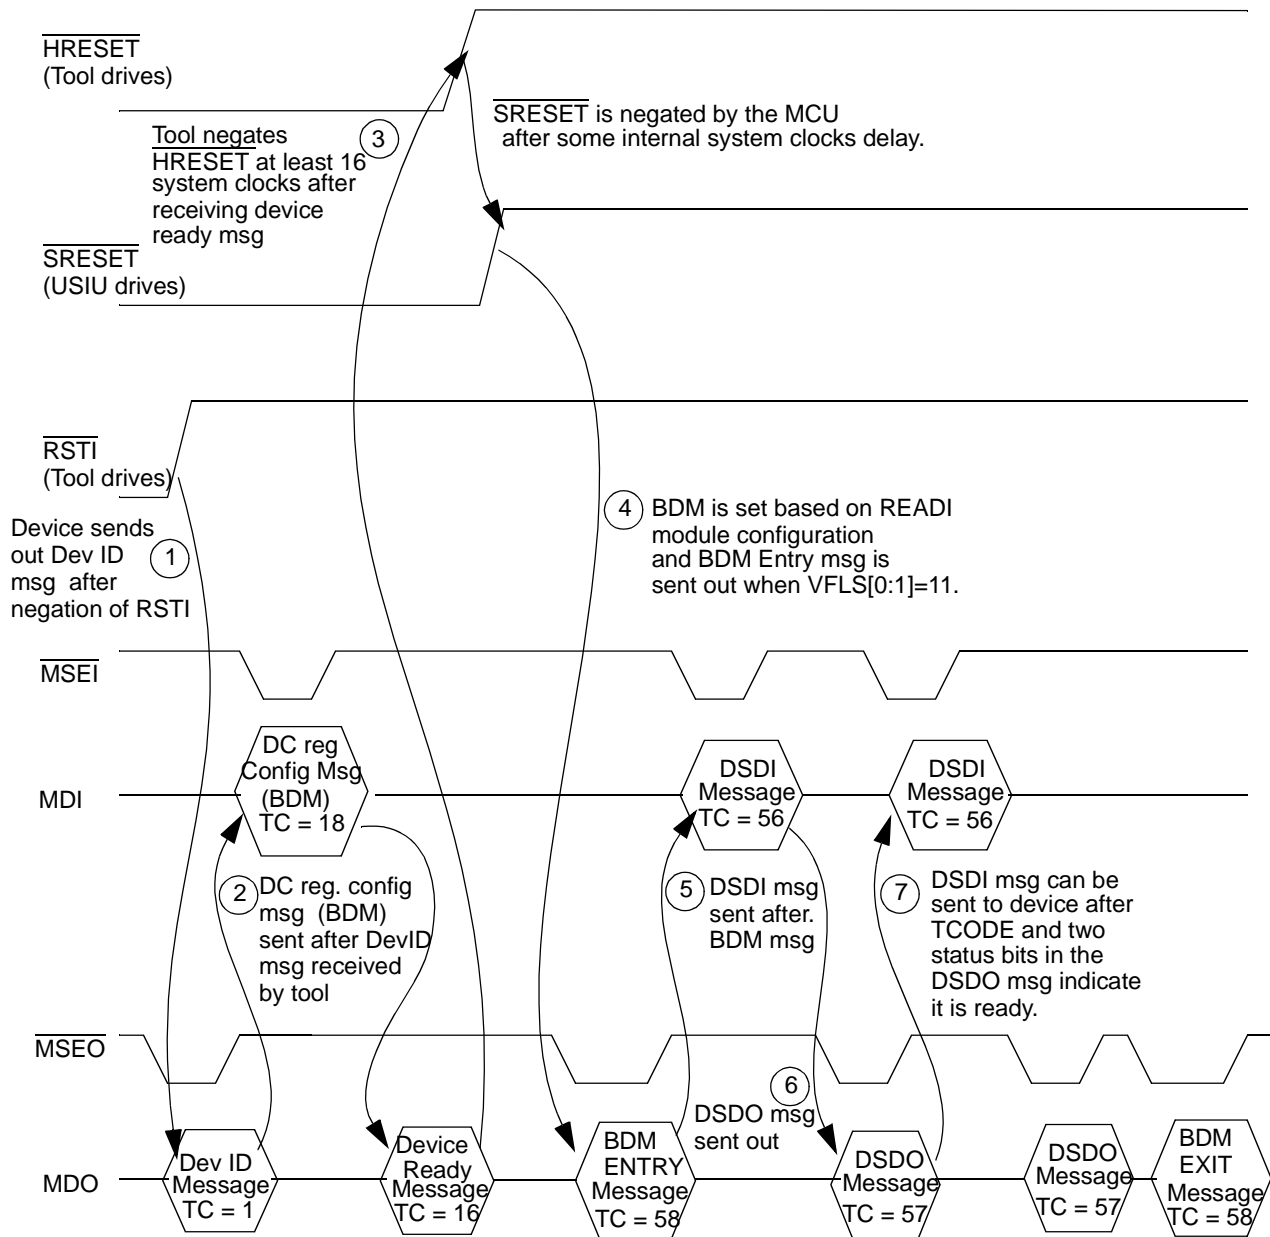 HRESET
(Tool drives)
SRESET is negated by the MCU
after some internal system clocks delay.
3
Tool negates
HRESET at least 16
system clocks after
receiving device
ready msg
SRESET
(USIU drives)
RSTI
(Tool drives)
4
BDM is set based on READI
module configuration
and BDM Entry msg is
sent out when VFLS[0:1]=11.
Device sends
out Dev ID
msg after
negation of RSTI
1
MSEI
MDI
DC reg
Config Msg
(BDM)
TC = 18
DSDI
Message
TC = 56
DSDI
Message
TC = 56
2
DC reg. config
msg (BDM)
sent after DevID
msg received
by tool
5
DSDI msg
sent after.
BDM msg
7
DSDI msg can be
sent to device after
TCODE and two
status bits in the
DSDO msg indicate
it is ready.
MSEO
6
DSDO msg
sent out
MDO
Dev ID
Message
TC = 1
Device
Ready
Message
TC = 16
BDM
ENTRY
Message
TC = 58
DSDO
Message
TC = 57
DSDO
Message
TC = 57
BDM
EXIT
Message
TC = 58